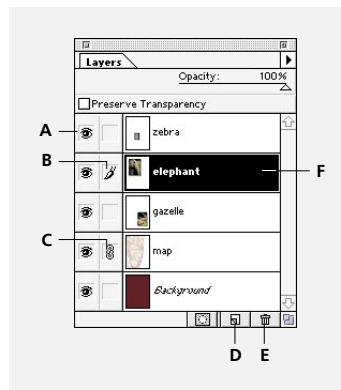 Layers
Opacity: 100%
Preserve Transparency
A
zebra
B
elephant
F
gazelle
C
map
Background
D E